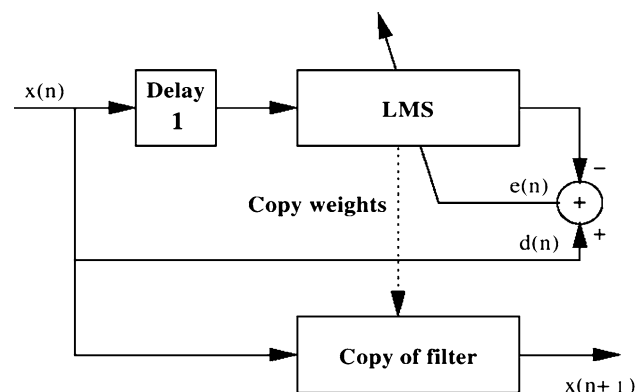 x(n)
Delay
1
LMS
−
e(n)
+
Copy weights
d(n)
+
Copy of filter
x(n+1)